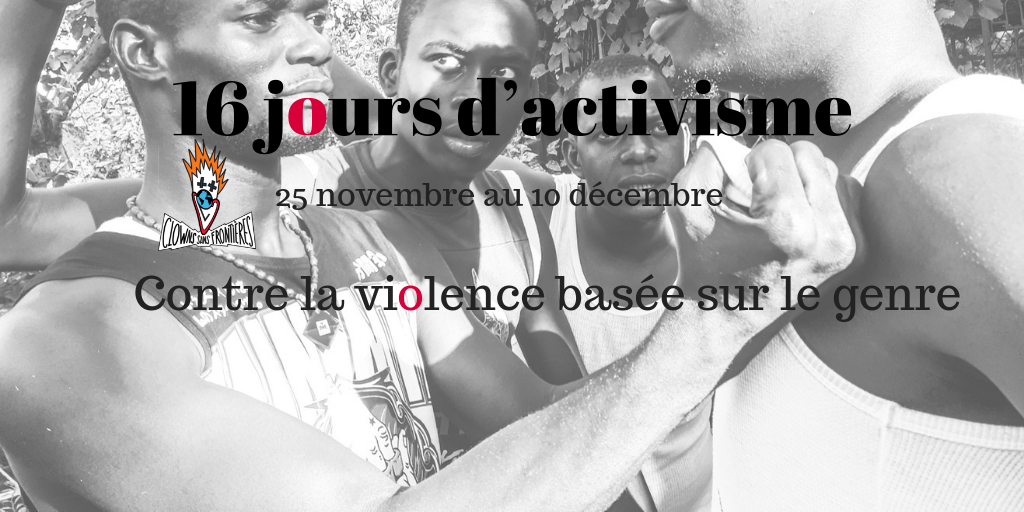 16 jours d’activisme
25 novembre au 10 décembre
CLOWNS SANS FRONTIÈRES
Contre la violence basée sur le genre